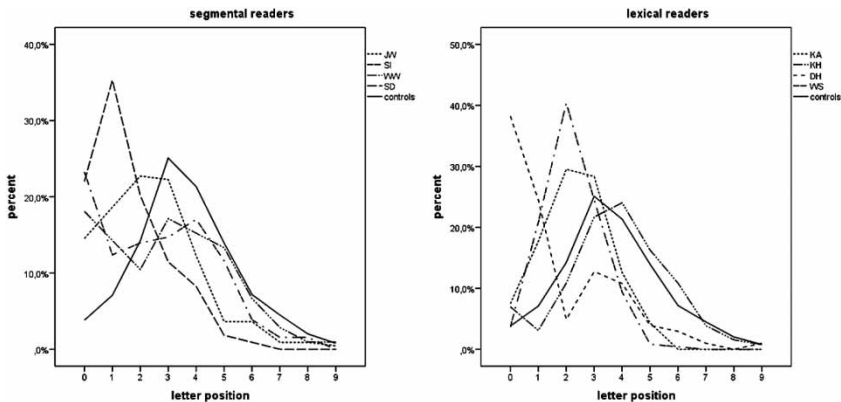 segmental readers
40,0%
30,0%
20,0%
10,0%
,0%
percent
0 1 2 3 4 5 6 7 8 9
letter position
JW
SI
WW
SD
controls
lexical readers
50,0%
40,0%
30,0%
20,0%
10,0%
,0%
percent
0 1 2 3 4 5 6 7 8 9
letter position
KA
KH
DH
WS
controls